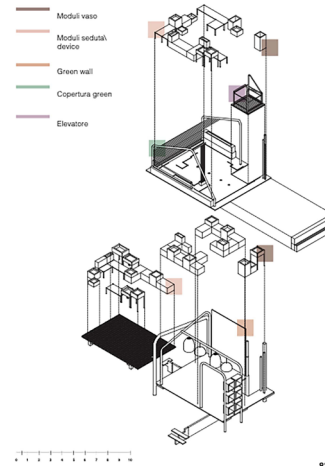 Moduli vaso
Moduli seduta\
device
Green wall
Copertura green
Elevatore
0 1 2 3 4 5 6 7 8 9 10